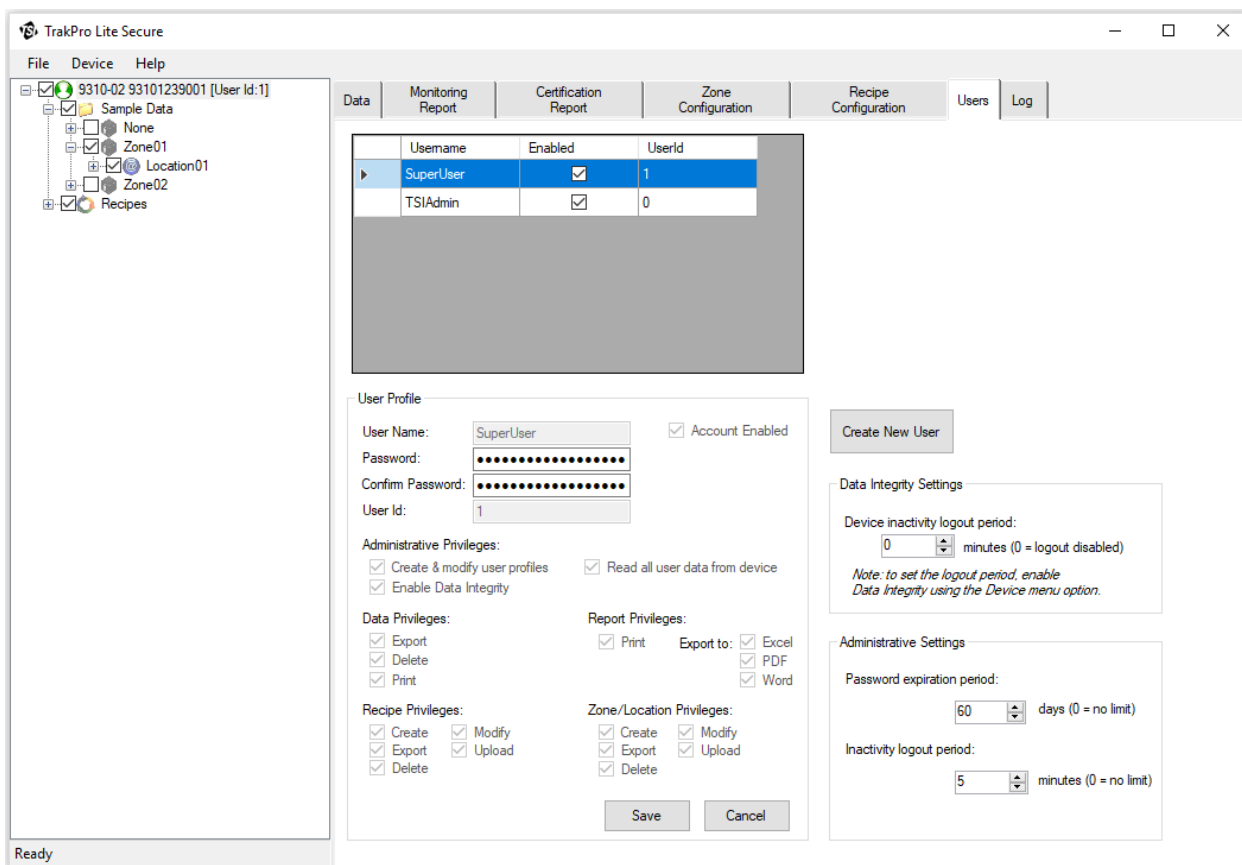 TSI TrakPro Lite Secure
File Device Help
9310-02 93101239001 [User Id:1]
Sample Data
None
Zone01
Location01
Zone02
Recipes
Data
Monitoring
Report
Certification
Report
Zone
Configuration
Recipe
Configuration
Users
Log
Username Enabled UserId
SuperUser 1
TSIAdmin 0
User Profile
User Name: SuperUser Account Enabled
Password: ●●●●●●●●●●●●●●●●●●
Confirm Password: ●●●●●●●●●●●●●●●●●●
User Id: 1
Administrative Privileges:
Create & modify user profiles Read all user data from device
Enable Data Integrity
Data Privileges:
Export
Delete
Print
Report Privileges:
Print Export to: Excel
PDF
Word
Recipe Privileges:
Create Modify
Export Upload
Delete
Zone/Location Privileges:
Create Modify
Export Upload
Delete
Save Cancel
Create New User
Data Integrity Settings
Device inactivity logout period:
0 minutes (0 = logout disabled)
Note: to set the logout period, enable
Data Integrity using the Device menu option.
Administrative Settings
Password expiration period:
60 days (0 = no limit)
Inactivity logout period:
5 minutes (0 = no limit)
Ready